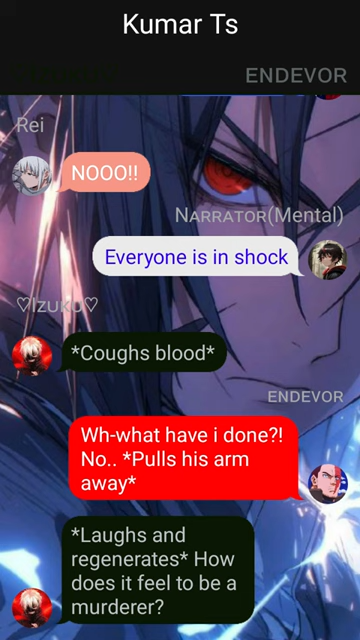 Kumar Ts
ENDEVOR
Rei
NOOO!!
NARRATOR(Mental)
Everyone is in shock
♡Izuku♡
*Coughs blood*
ENDEVOR
Wh-what have i done?!
No.. *Pulls his arm
away*
*Laughs and
regenerates* How
does it feel to be a
murderer?